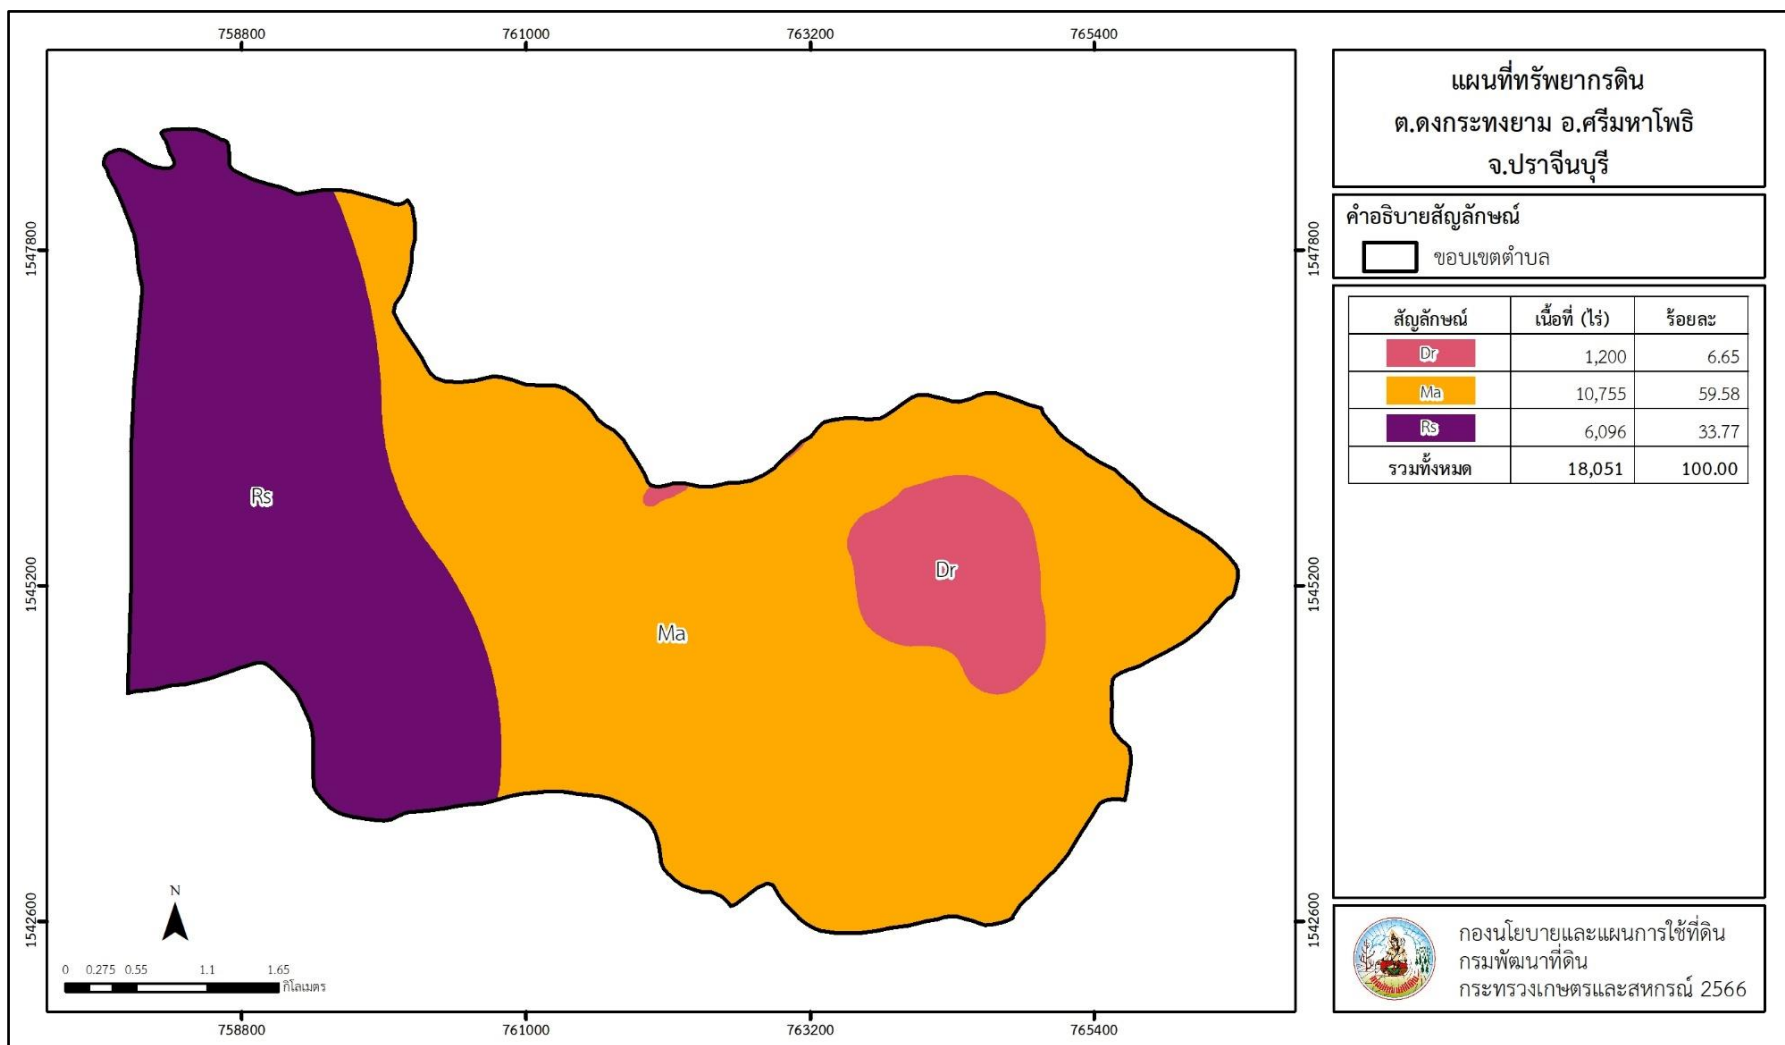 758800 761000 763200 765400
1547800 1547800
1545200 1545200
1542600 1542600
Rs
Ma
Dr
N
0 0.275 0.55 1.1 1.65
กิโลเมตร
758800 761000 763200 765400
แผนที่ทรัพยากรดิน
ต.ดงกระทงยาม อ.ศรีมหาโพธิ
จ.ปราจีนบุรี
คำอธิบายสัญลักษณ์
ขอบเขตตำบล
สัญลักษณ์ เนื้อที่ (ไร่) ร้อยละ
Dr 1,200 6.65
Ma 10,755 59.58
Rs 6,096 33.77
รวมทั้งหมด 18,051 100.00
กองนโยบายและแผนการใช้ที่ดิน
กรมพัฒนาที่ดิน
กระทรวงเกษตรและสหกรณ์ 2566